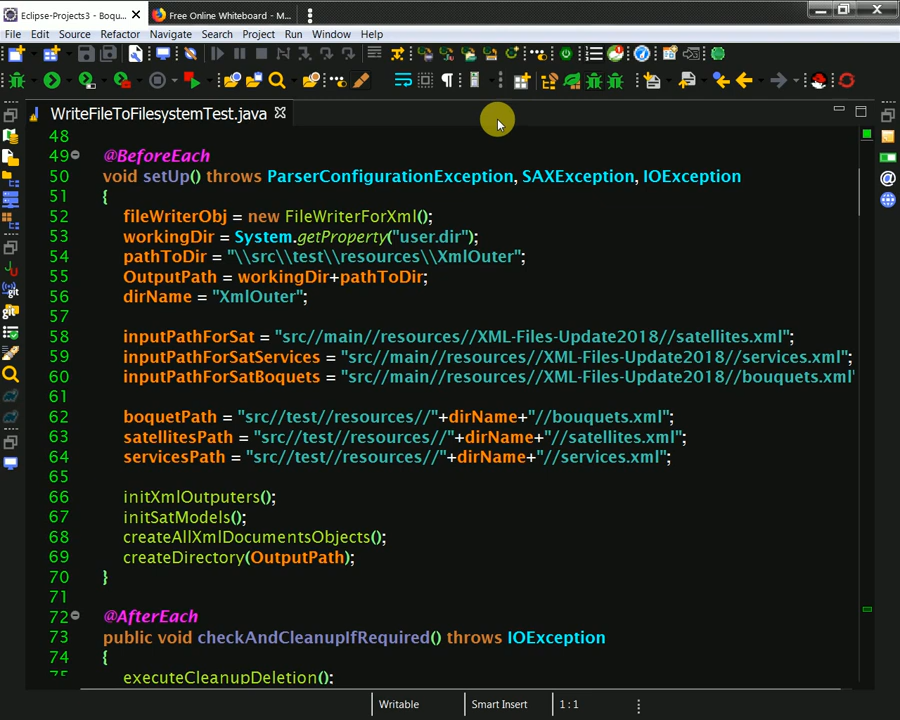 Eclipse-Projects3 - Boqu...
Free Online Whiteboard - M...
File Edit Source Refactor Navigate Search Project Run Window Help
WriteFileToFilesystemTest.java
48
49 @BeforeEach
50 void setUp() throws ParserConfigurationException, SAXException, IOException
51 {
52 fileWriterObj = new FileWriterForXml();
53 workingDir = System.getProperty("user.dir");
54 pathToDir = "\\src\\test\\resources\\XmlOuter";
55 OutputPath = workingDir+pathToDir;
56 dirName = "XmlOuter";
57
58 inputPathForSat = "src//main//resources//XML-Files-Update2018//satellites.xml";
59 inputPathForSatServices = "src//main//resources//XML-Files-Update2018//services.xml";
60 inputPathForSatBoquets = "src//main//resources//XML-Files-Update2018//bouquets.xml"
61
62 boquetPath = "src//test//resources//"+dirName+"//bouquets.xml";
63 satellitesPath = "src//test//resources//"+dirName+"//satellites.xml";
64 servicesPath = "src//test//resources//"+dirName+"//services.xml";
65
66 initXmlOutputers();
67 initSatModels();
68 createAllXmlDocumentsObjects();
69 createDirectory(OutputPath);
70 }
71
72 @AfterEach
73 public void checkAndCleanupIfRequired() throws IOException
74 {
75 executeCleanupDeletion();
Writable Smart Insert 1 : 1